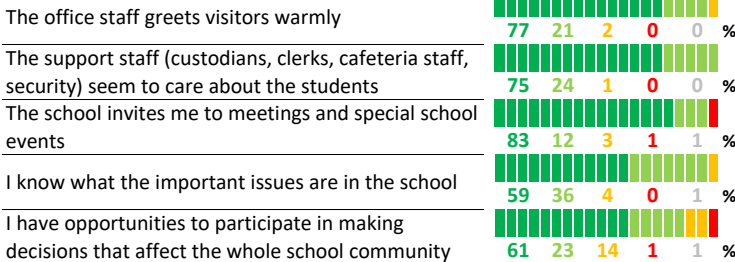 The office staff greets visitors warmly
77 21 2 0 0 %
The support staff (custodians, clerks, cafeteria staff,
security) seem to care about the students
75 24 1 0 0 %
The school invites me to meetings and special school
events
83 12 3 1 1 %
I know what the important issues are in the school
59 36 4 0 1 %
I have opportunities to participate in making
decisions that affect the whole school community
61 23 14 1 1 %